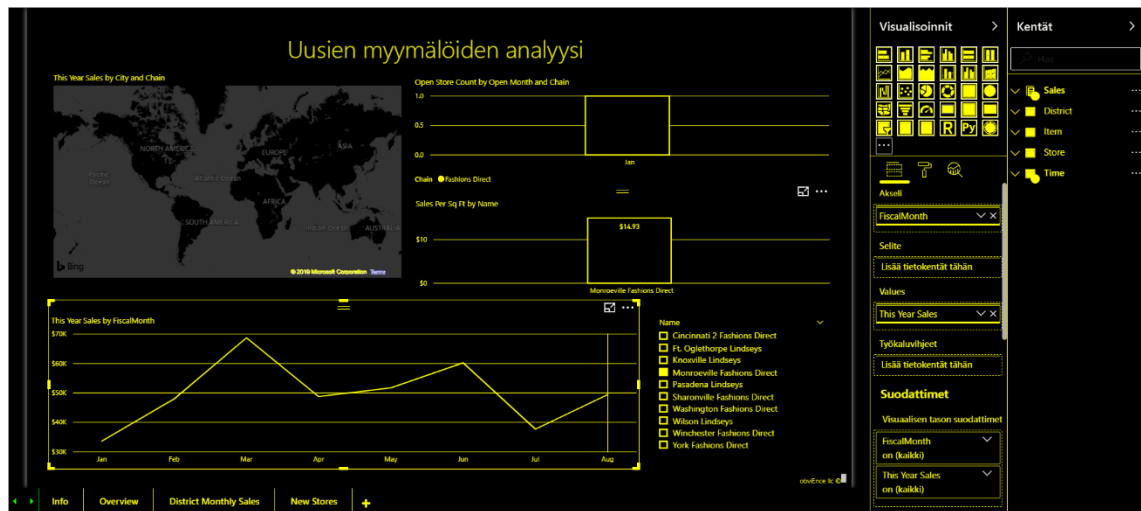 Uusien myymälöiden analyysi
This Year Sales by City and Chain
NORTH AMERICA
EUROPE
ASIA
Pacific
Ocean
Atlantic Ocean
AFRICA
SOUTH AMERICA
Indian Ocean
AUSTRALIA
Bing
© 2019 Microsoft Corporation Terms
Open Store Count by Open Month and Chain
1.0
0.5
0.0
Jan
Chain Fashions Direct
Sales Per Sq Ft by Name
$14.93
$10
$0
Monroeville Fashions Direct
This Year Sales by FiscalMonth
$70K
$60K
$50K
$40K
$30K
Jan Feb Mar Apr May Jun Jul Aug
Name
Cincinnati 2 Fashions Direct
Ft. Oglethorpe Lindseys
Knoxville Lindseys
Monroeville Fashions Direct
Pasadena Lindseys
Sharonville Fashions Direct
Washington Fashions Direct
Wilson Lindseys
Winchester Fashions Direct
York Fashions Direct
obviEnce llc ©
Info Overview District Monthly Sales New Stores +
Visualisoinnit
R Py
Akseli
FiscalMonth
Selite
Lisää tietokentät tähän
Values
This Year Sales
Työkaluvihjeet
Lisää tietokentät tähän
Suodattimet
Visuaalisen tason suodattimet
FiscalMonth
on (kaikki)
This Year Sales
on (kaikki)
Kentät
Hae
Sales
District
Item
Store
Time